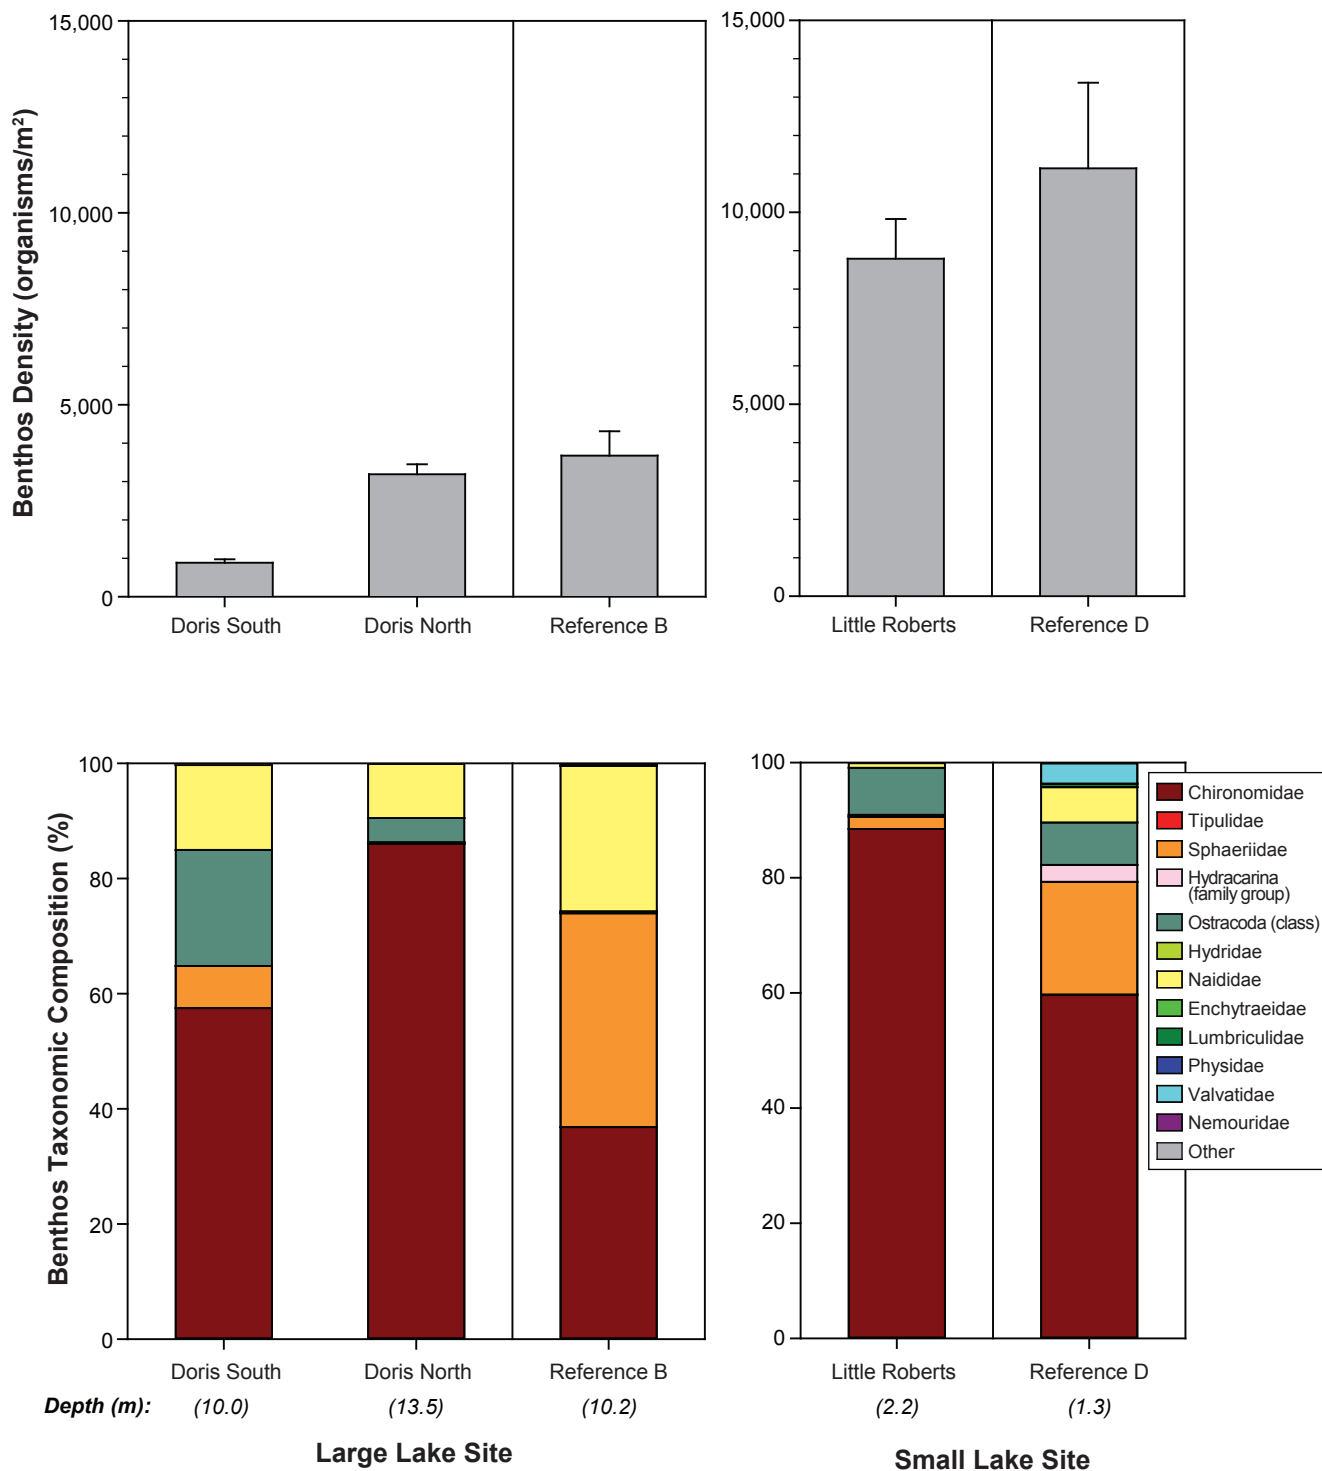 Benthos Density (organisms/m²)
15,000
10,000
5,000
0
Doris South
Doris North
Reference B
15,000
10,000
5,000
0
Little Roberts
Reference D
Benthos Taxonomic Composition (%)
100
80
60
40
20
0
Doris South
Doris North
Reference B
100
80
60
40
20
0
Little Roberts
Reference D
Chironomidae
Tipulidae
Sphaeriidae
Hydracarina
(family group)
Ostracoda (class)
Hydridae
Naididae
Enchytraeidae
Lumbriculidae
Physidae
Valvatidae
Nemouridae
Other
Depth (m): (10.0) (13.5) (10.2) (2.2) (1.3)
Large Lake Site
Small Lake Site